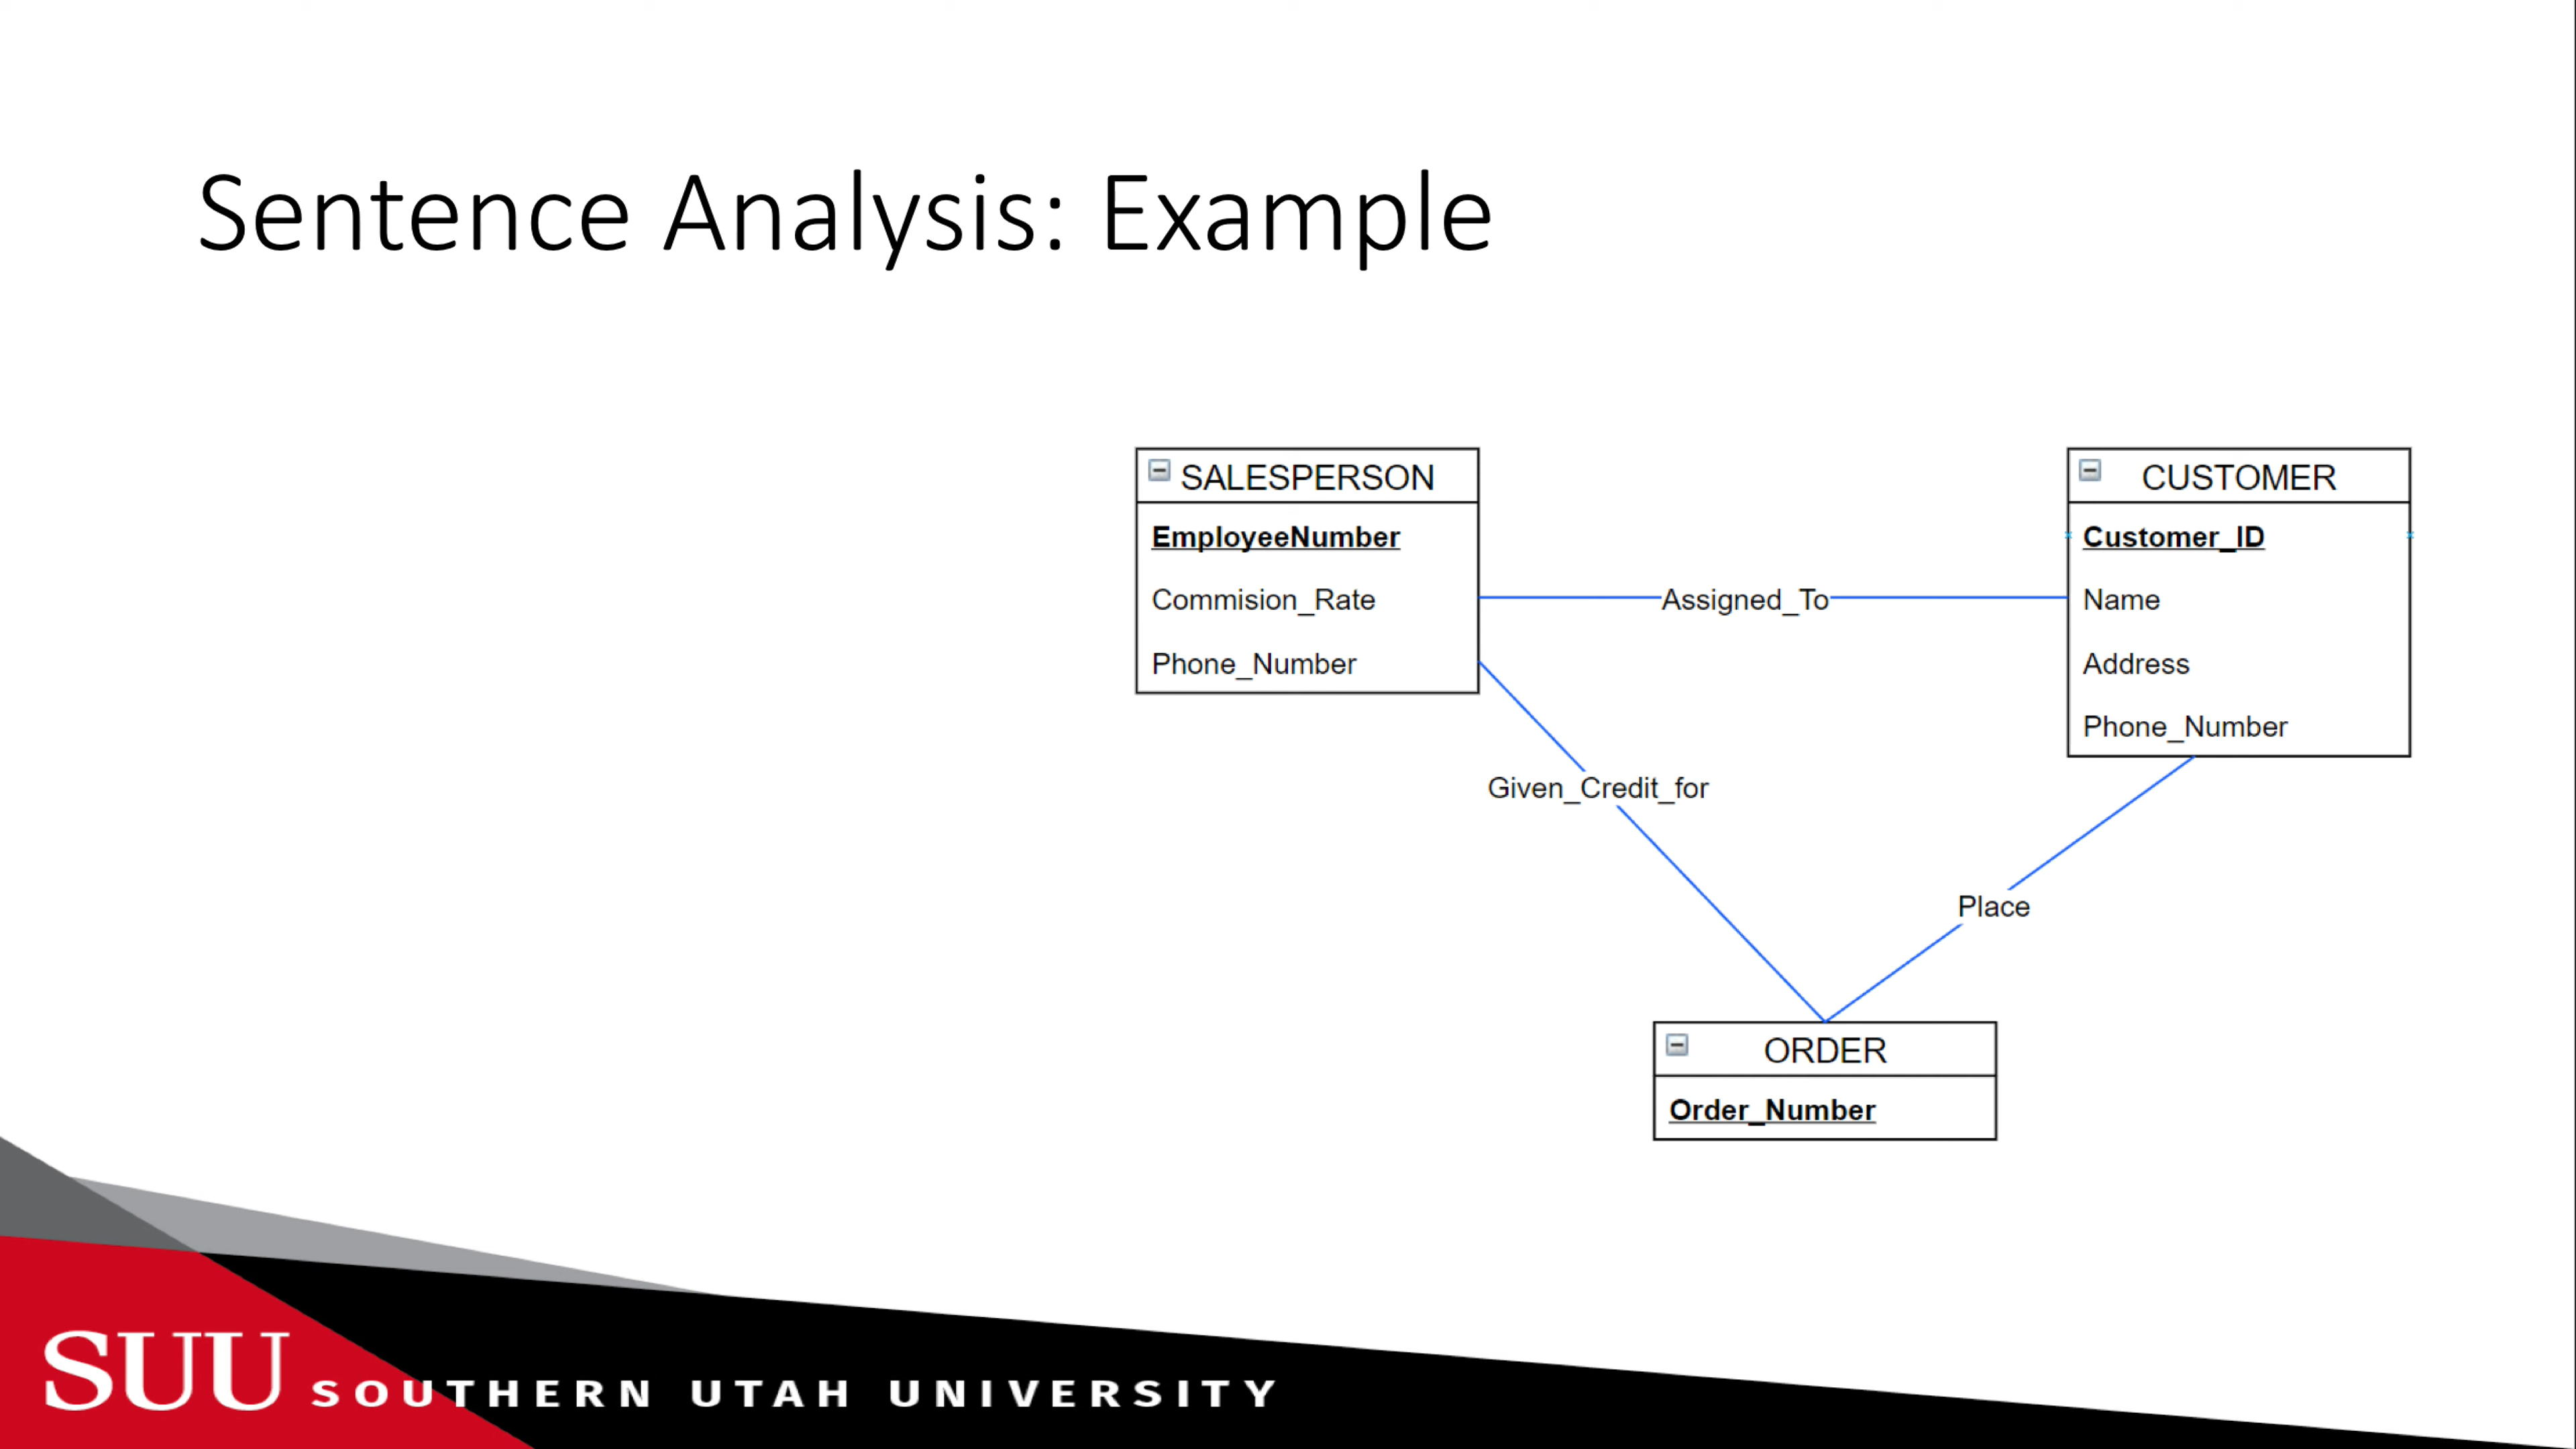 Sentence Analysis: Example
SALESPERSON
EmployeeNumber
Commision_Rate
Phone_Number
Assigned_To
CUSTOMER
Customer_ID
Name
Address
Phone_Number
Given_Credit_for
Place
ORDER
Order_Number
SUU SOUTHERN UTAH UNIVERSITY